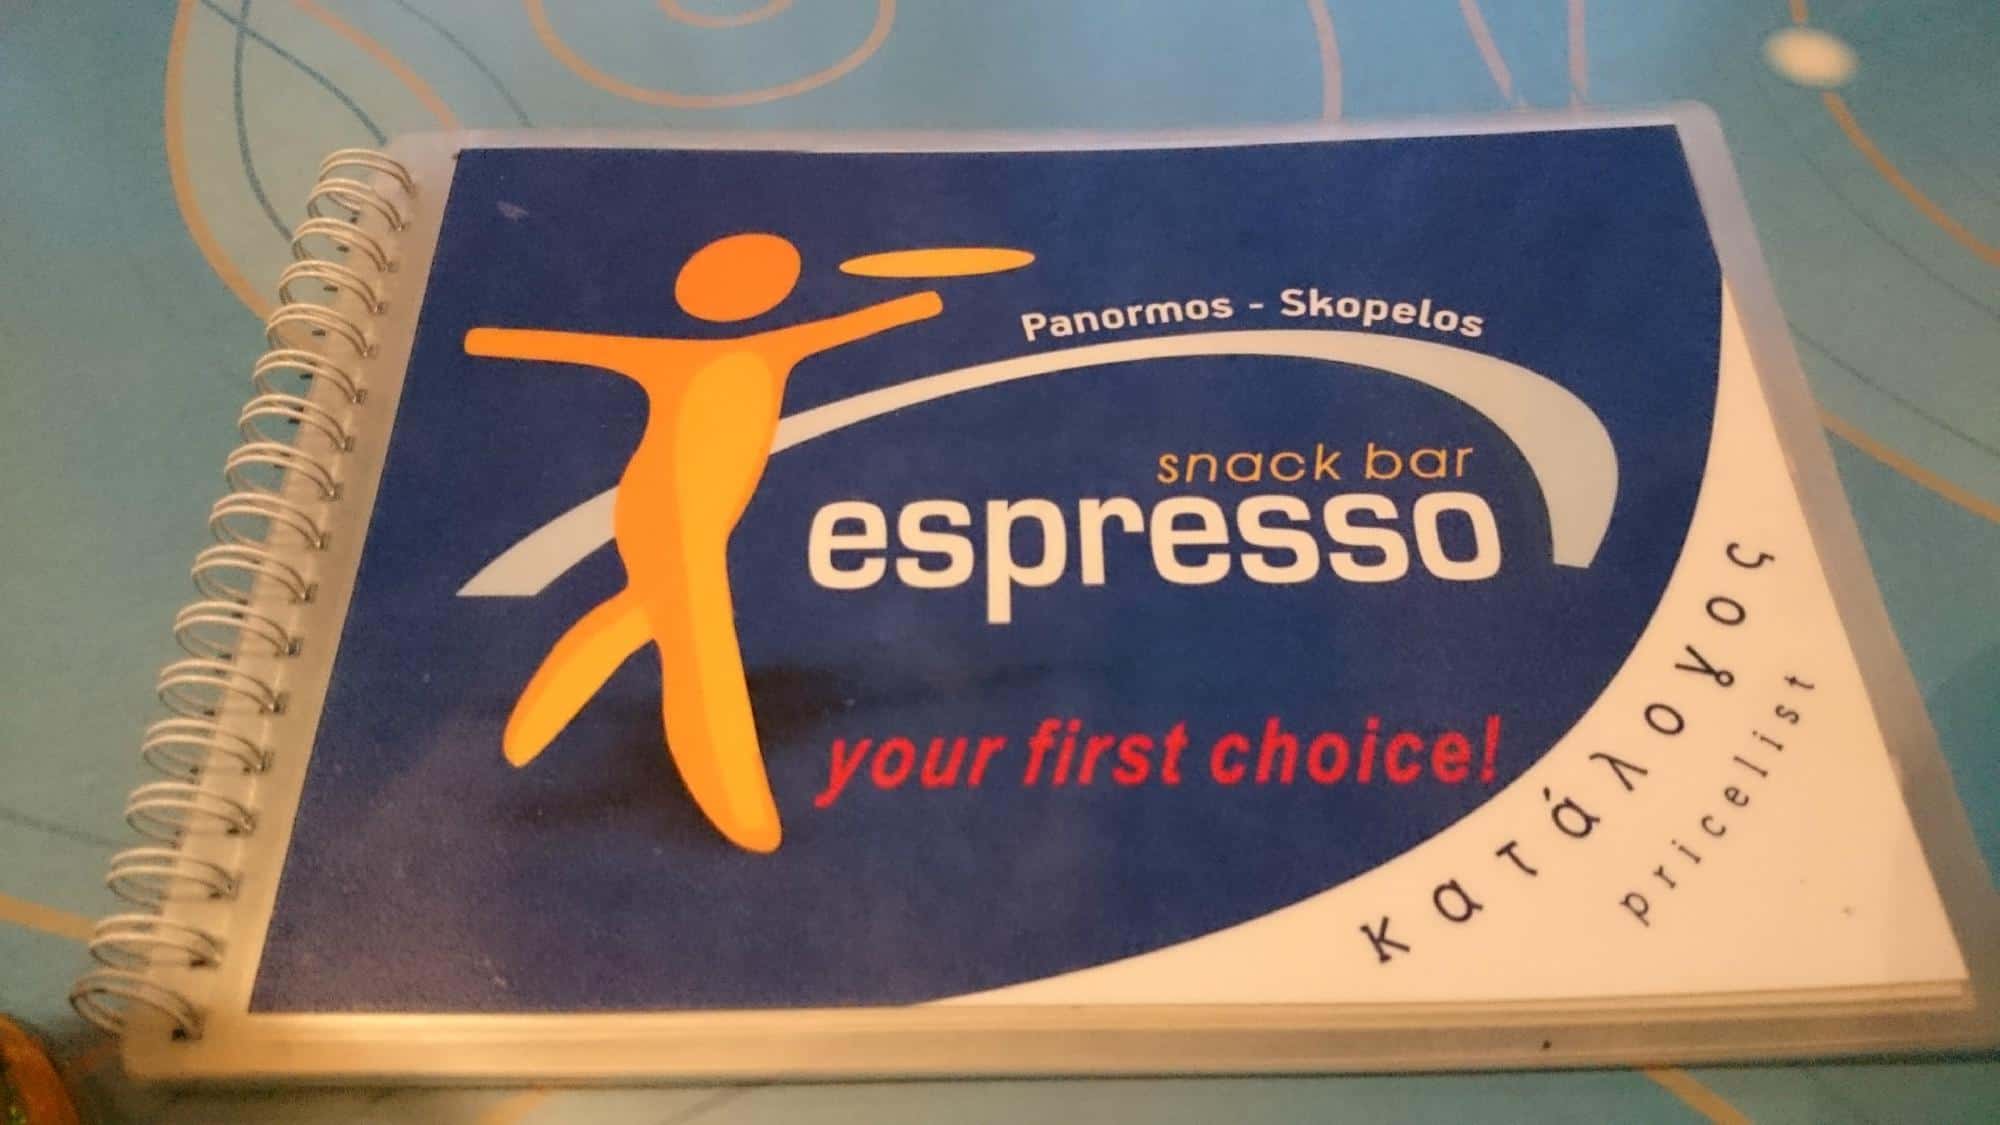 Panormos - Skopelos
snack bar
espresso
your first choice!
κατάλογος
pricelist